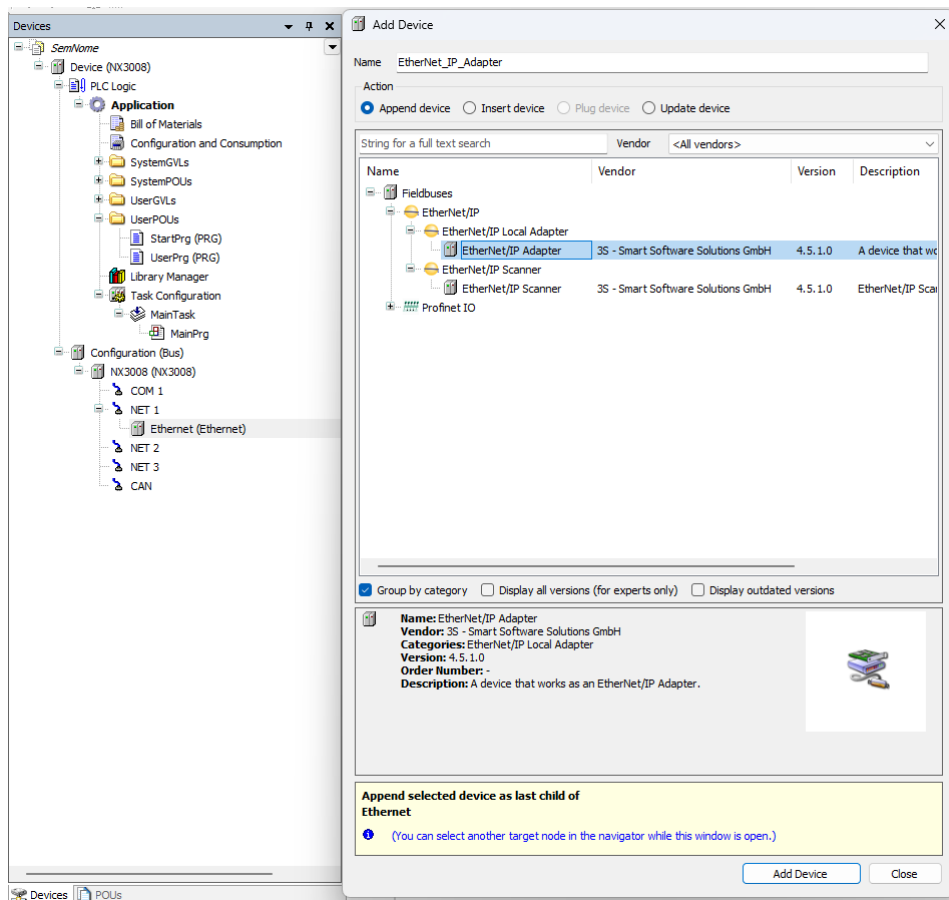 Devices
SemNome
Device (NX3008)
PLC Logic
Application
Bill of Materials
Configuration and Consumption
SystemGVLs
SystemPOUs
UserGVLs
UserPOUs
StartPrg (PRG)
UserPrg (PRG)
Library Manager
Task Configuration
MainTask
MainPrg
Configuration (Bus)
NX3008 (NX3008)
COM 1
NET 1
Ethernet (Ethernet)
NET 2
NET 3
CAN
Devices POUs
Add Device
Name EtherNet_IP_Adapter
Action
Append device Insert device Plug device Update device
String for a full text search Vendor <All vendors>
Name Vendor Version Description
Fieldbuses
EtherNet/IP
EtherNet/IP Local Adapter
EtherNet/IP Adapter 3S - Smart Software Solutions GmbH 4.5.1.0 A device that wo
EtherNet/IP Scanner
EtherNet/IP Scanner 3S - Smart Software Solutions GmbH 4.5.1.0 EtherNet/IP Scan
Profinet IO
Group by category Display all versions (for experts only) Display outdated versions
Name: EtherNet/IP Adapter
Vendor: 3S - Smart Software Solutions GmbH
Categories: EtherNet/IP Local Adapter
Version: 4.5.1.0
Order Number: -
Description: A device that works as an EtherNet/IP Adapter.
Append selected device as last child of
Ethernet
(You can select another target node in the navigator while this window is open.)
Add Device Close